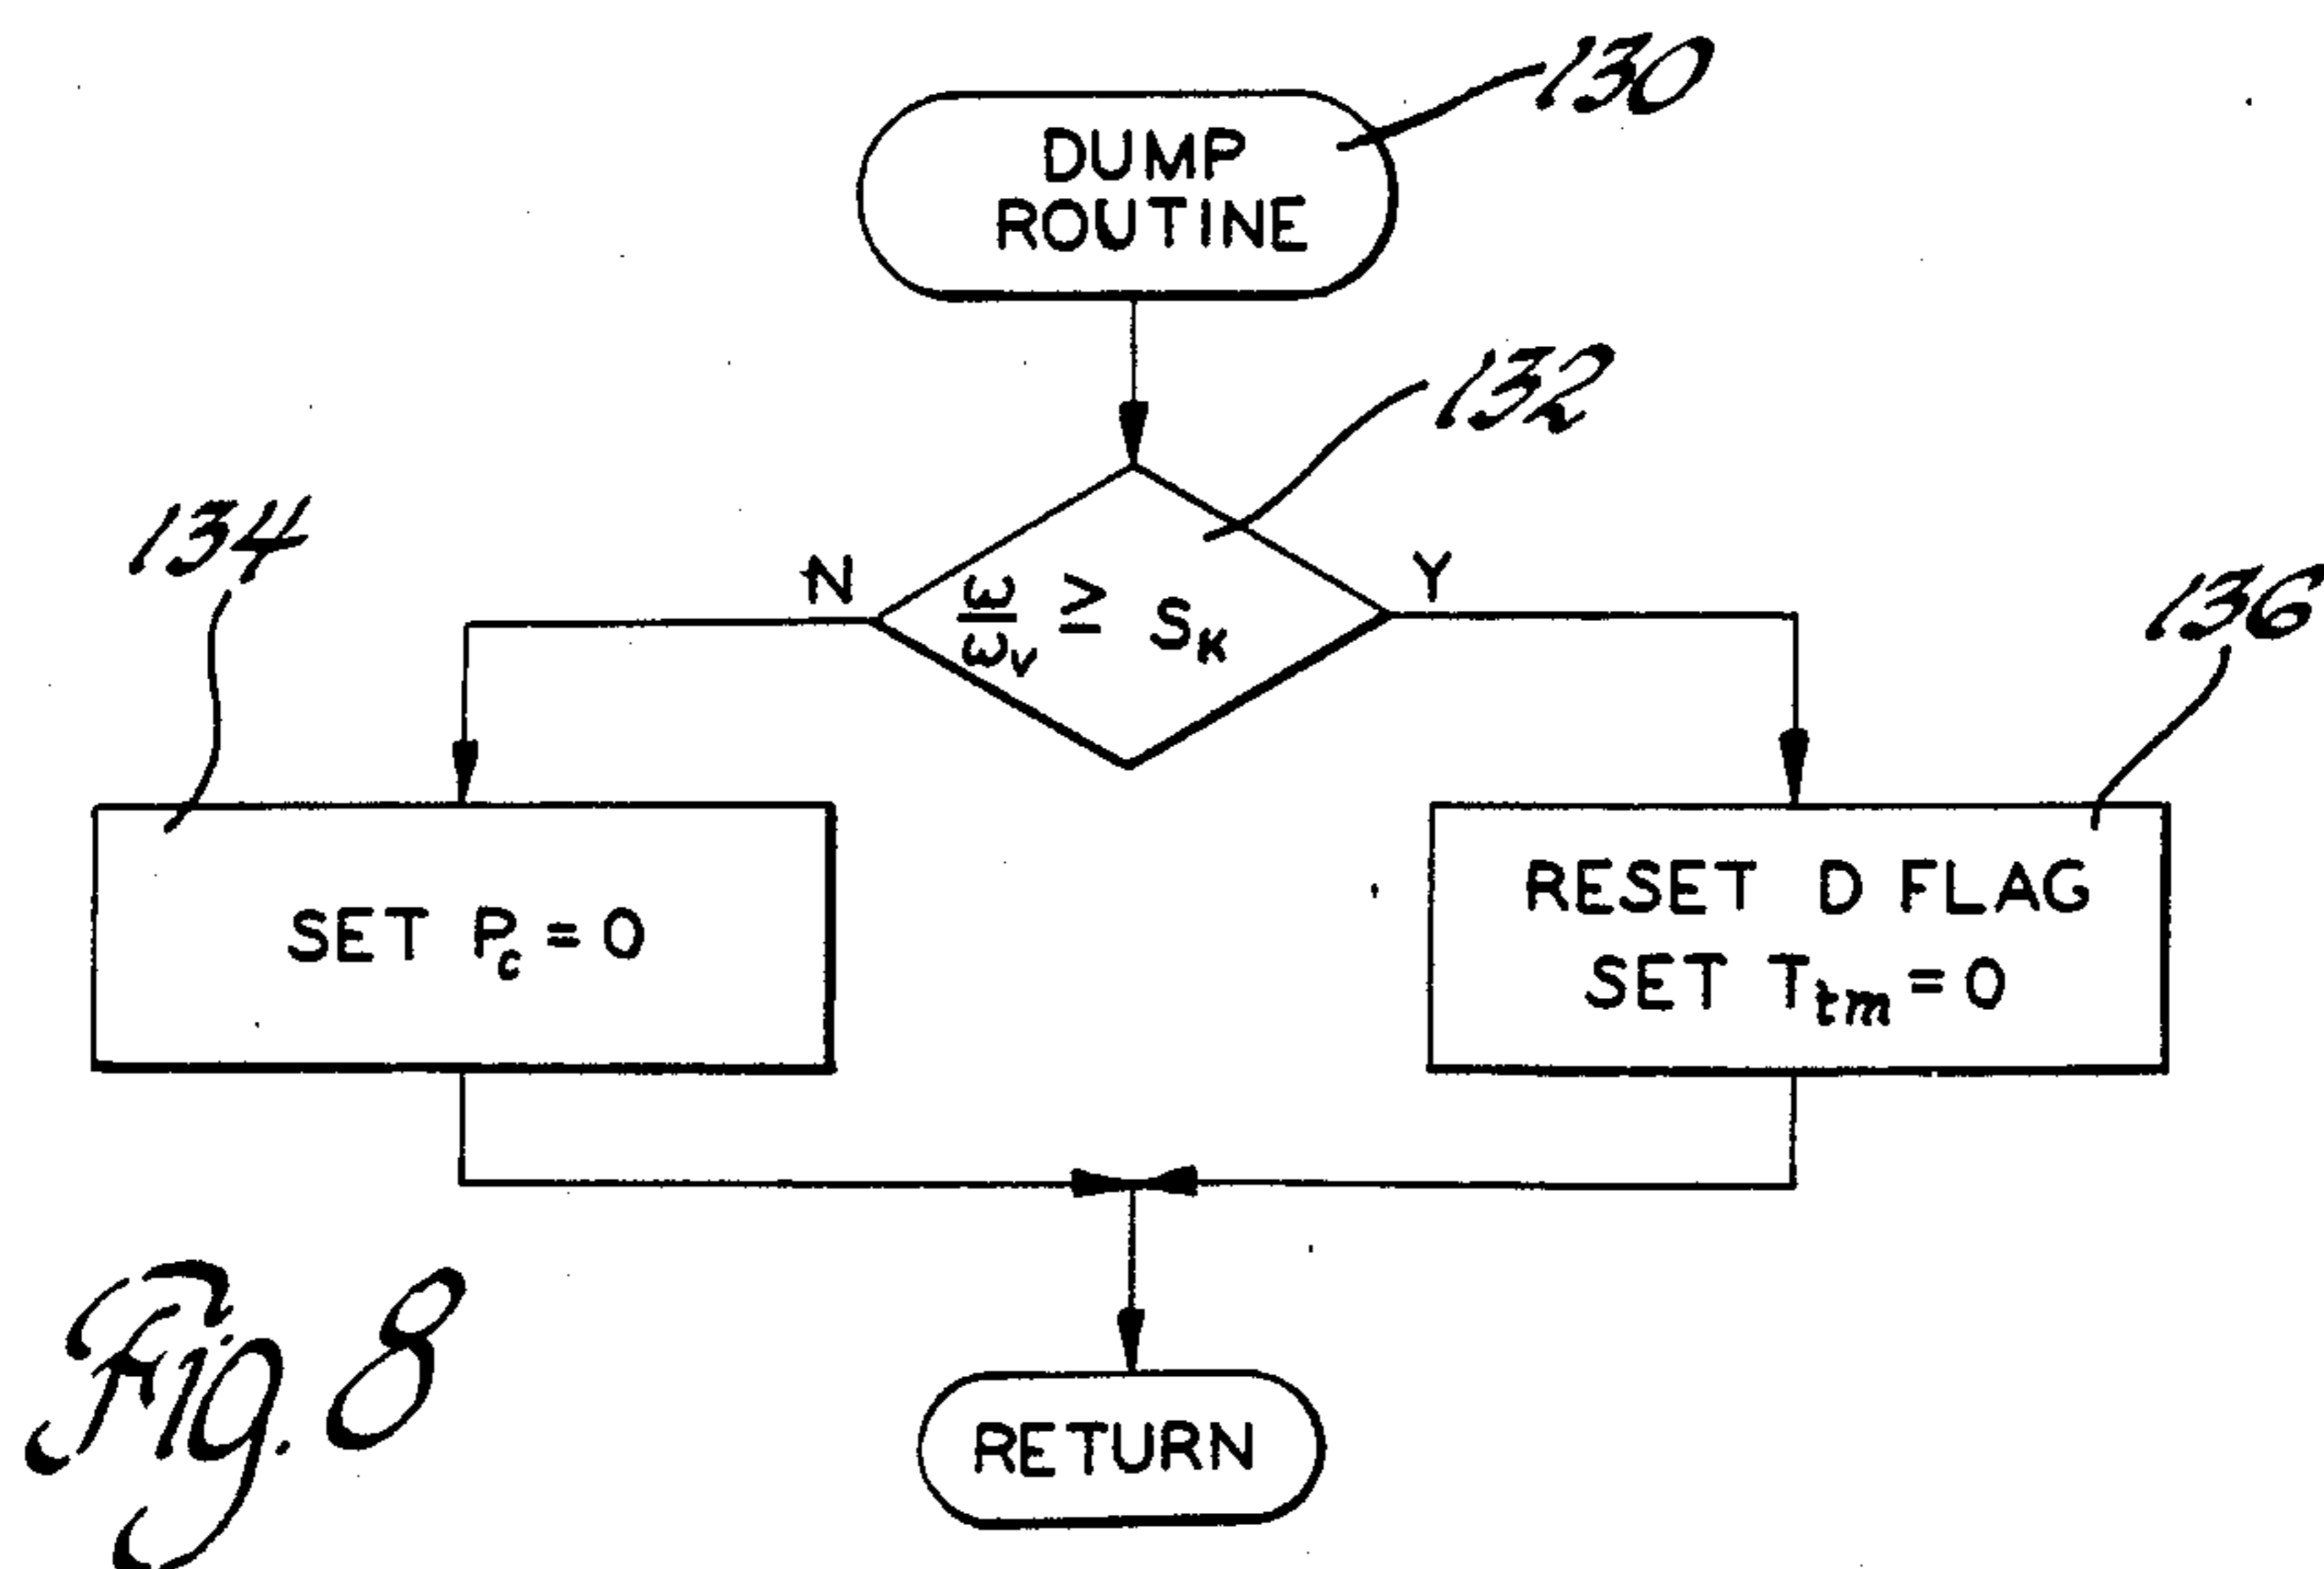 130
DUMP
ROUTINE
132
134
N
ω/ωv ≥ SK
Y
136
SET Pc = 0
RESET D FLAG
SET Ttm = 0
RETURN
Fig. 8